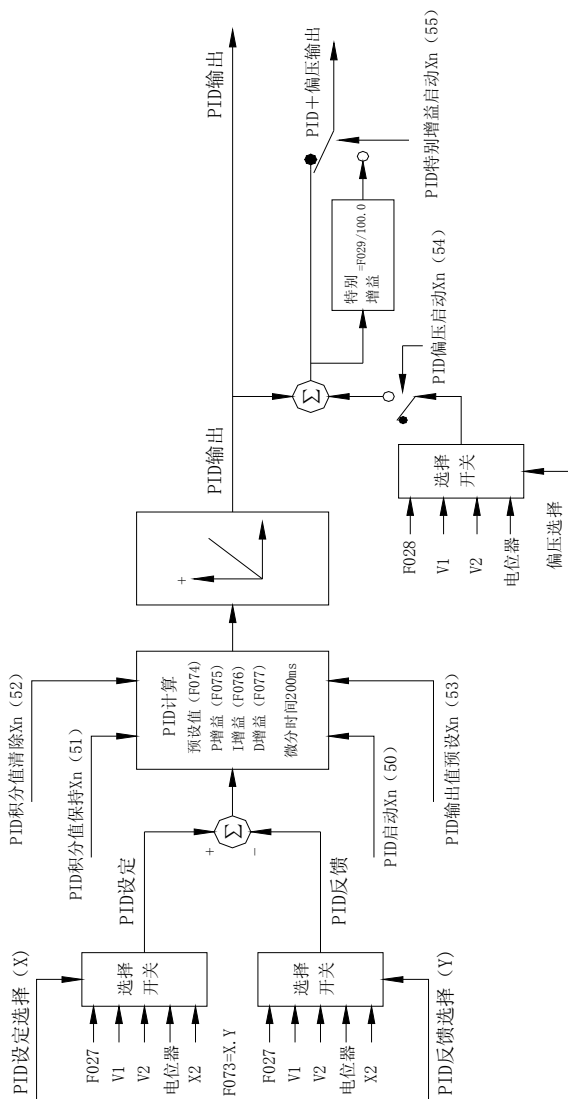 PID设定选择（X)
F027
V1
V2
电位器
X2
选择
开关
F073=X.Y
F027
V1
V2
电位器
X2
选择
开关
PID反馈选择（Y)
PID设定
PID反馈
+
-
Σ
PID积分值清除Xn（52）
PID积分值保持Xn（51）
PID计算
预设值（F074）
P增益（F075）
I增益（F076）
D增益（F077）
微分时间200ms
PID启动Xn（50）
PID输出值预设Xn（53）
+
PID输出
PID输出
Σ
F028
V1
V2
电位器
选择
开关
偏压选择
PID偏压启动Xn（54）
特别
增益
=F029/100.0
PID＋偏压输出
PID特别增益启动Xn（55）